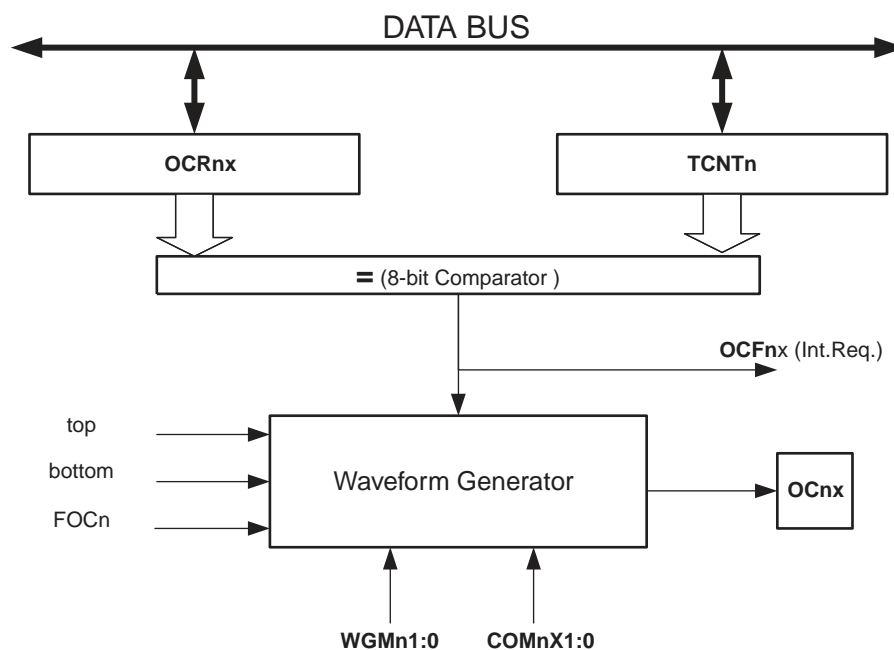 DATA BUS
OCRnx
TCNTn
= (8-bit Comparator )
OCFnx (Int.Req.)
top
bottom
FOCn
Waveform Generator
OCnx
WGMn1:0
COMnX1:0